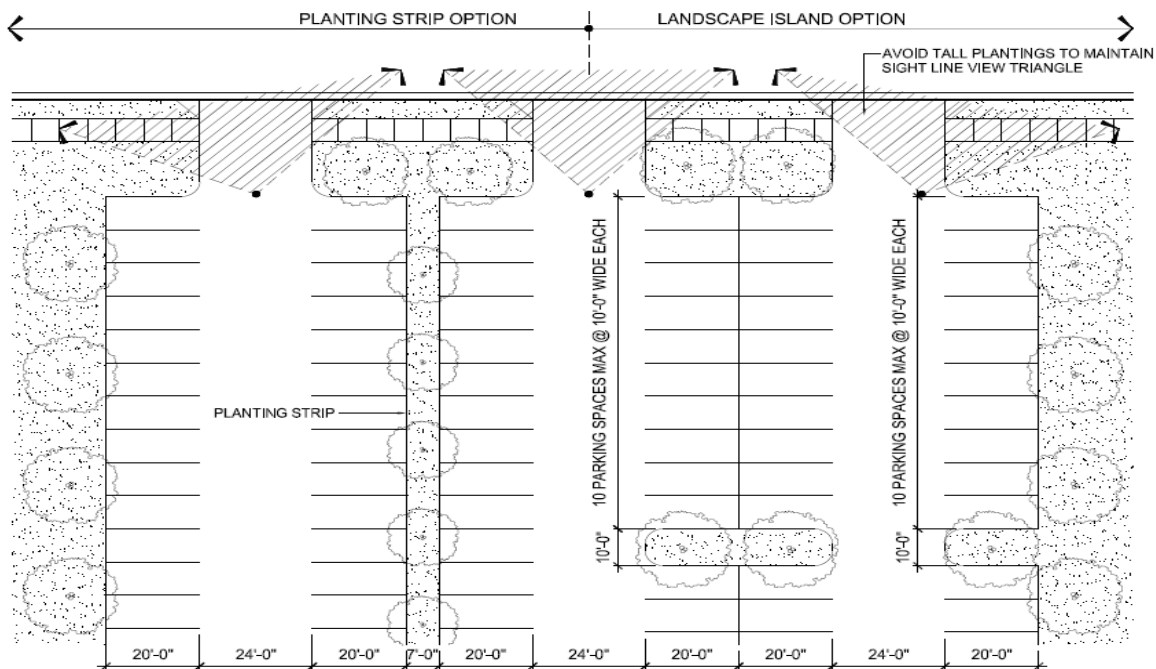 PLANTING STRIP OPTION
LANDSCAPE ISLAND OPTION
AVOID TALL PLANTINGS TO MAINTAIN
SIGHT LINE VIEW TRIANGLE
10 PARKING SPACES MAX @ 10'-0" WIDE EACH
10 PARKING SPACES MAX @ 10'-0" WIDE EACH
PLANTING STRIP
10'-0"
10'-0"
20'-0"
24'-0"
20'-0"
7'-0"
20'-0"
24'-0"
20'-0"
20'-0"
24'-0"
20'-0"